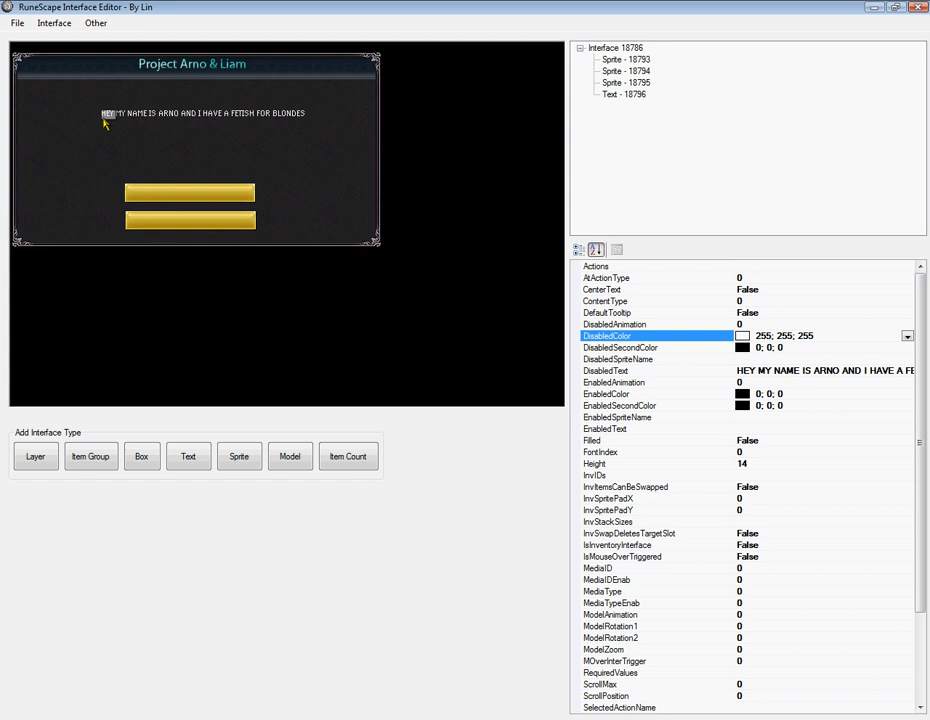 RuneScape Interface Editor - By Lin
File Interface Other
Project Arno & Liam
HEY MY NAME IS ARNO AND I HAVE A FETISH FOR BLONDES
Interface 18786
Sprite - 18793
Sprite - 18794
Sprite - 18795
Text - 18796
Add Interface Type
Layer Item Group Box Text Sprite Model Item Count
Actions
AtActionType 0
CenterText False
ContentType 0
DefaultTooltip False
DisabledAnimation 0
DisabledColor 255; 255; 255
DisabledSecondColor 0; 0; 0
DisabledSpriteName
DisabledText HEY MY NAME IS ARNO AND I HAVE A FE
EnabledAnimation 0
EnabledColor 0; 0; 0
EnabledSecondColor 0; 0; 0
EnabledSpriteName
EnabledText
Filled False
FontIndex 0
Height 14
InvIDs
InvItemsCanBeSwapped False
InvSpritePadX 0
InvSpritePadY 0
InvStackSizes
InvSwapDeletesTargetSlot False
IsInventoryInterface False
IsMouseOverTriggered False
MediaID 0
MediaIDEnab 0
MediaType 0
MediaTypeEnab 0
ModelAnimation 0
ModelRotation1 0
ModelRotation2 0
ModelZoom 0
MOverInterTrigger 0
RequiredValues
ScrollMax 0
ScrollPosition 0
SelectedActionName